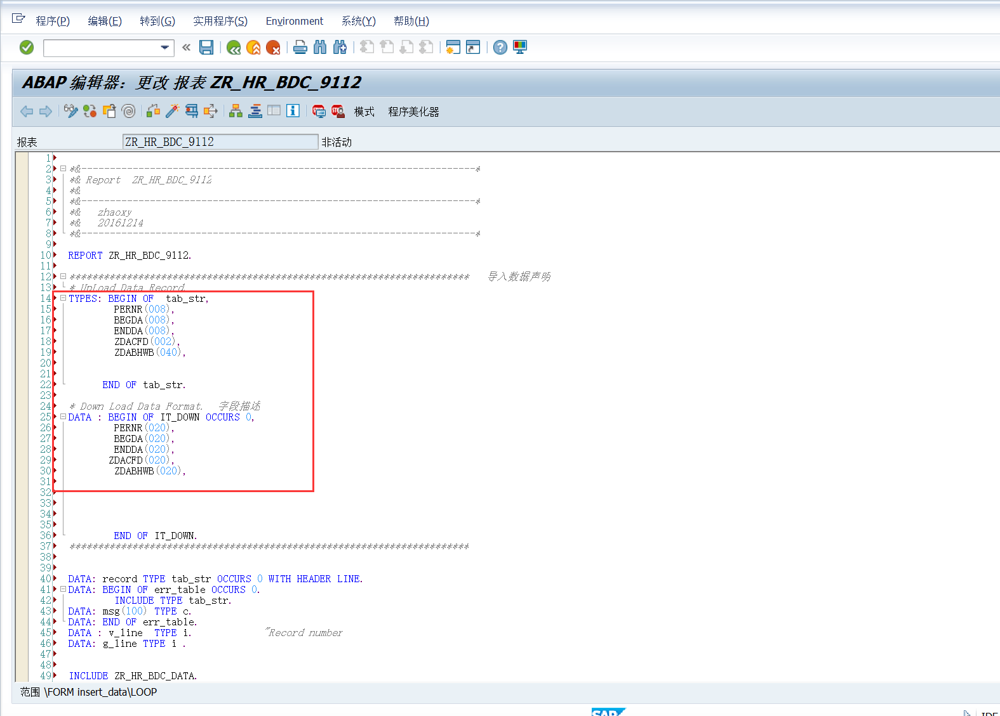 程序(P) 编辑(E) 转到(G) 实用程序(S) Environment 系统(Y) 帮助(H)
ABAP 编辑器：更改 报表 ZR_HR_BDC_9112
模式 程序美化器
报表 ZR_HR_BDC_9112 非活动
1
2 *&---------------------------------------------------------------------*
3 *& Report  ZR_HR_BDC_9112
4 *&
5 *&---------------------------------------------------------------------*
6 *&   zhaoxy
7 *&   20161214
8 *&---------------------------------------------------------------------*
9
10 REPORT ZR_HR_BDC_9112.
11
12 **********************************************************************   导入数据声明
13 * UpLoad Data Record.
14 TYPES: BEGIN OF  tab_str,
15         PERNR(008),
16         BEGDA(008),
17         ENDDA(008),
18         ZDACFD(002),
19         ZDABHWB(040),
20
21
22       END OF tab_str.
23
24 * Down Load Data Format.  字段描述
25 DATA : BEGIN OF IT_DOWN OCCURS 0,
26         PERNR(020),
27         BEGDA(020),
28         ENDDA(020),
29        ZDACFD(020),
30         ZDABHWB(020),
31
32
33
34
35
36         END OF IT_DOWN.
37 **********************************************************************
38
39
40 DATA: record TYPE tab_str OCCURS 0 WITH HEADER LINE.
41 DATA: BEGIN OF err_table OCCURS 0.
42         INCLUDE TYPE tab_str.
43 DATA: msg(100) TYPE c.
44 DATA: END OF err_table.
45 DATA : v_line  TYPE i.             "Record number
46 DATA: g_line TYPE i .
47
48
49 INCLUDE ZR_HR_BDC_DATA.
范围 \FORM insert_data\LOOP
SAP